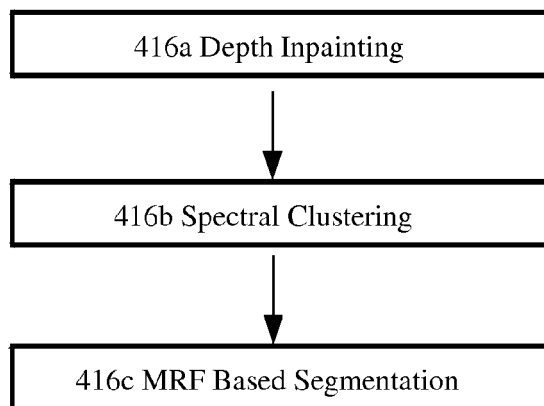 416a Depth Inpainting
416b Spectral Clustering
416c MRF Based Segmentation